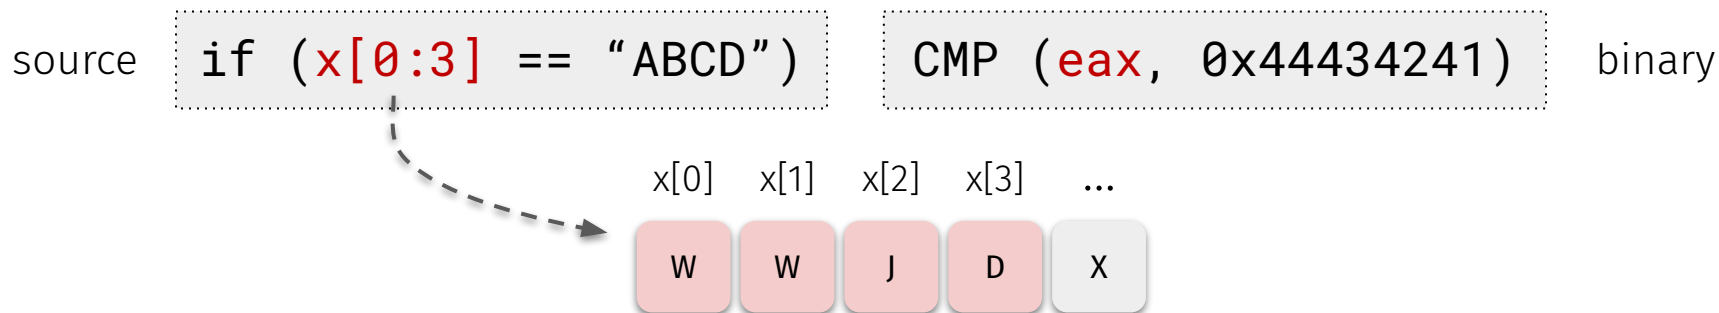 source if (x[0:3] == “ABCD”) CMP (eax, 0x44434241) binary
x[0] x[1] x[2] x[3] ...
W W J D X